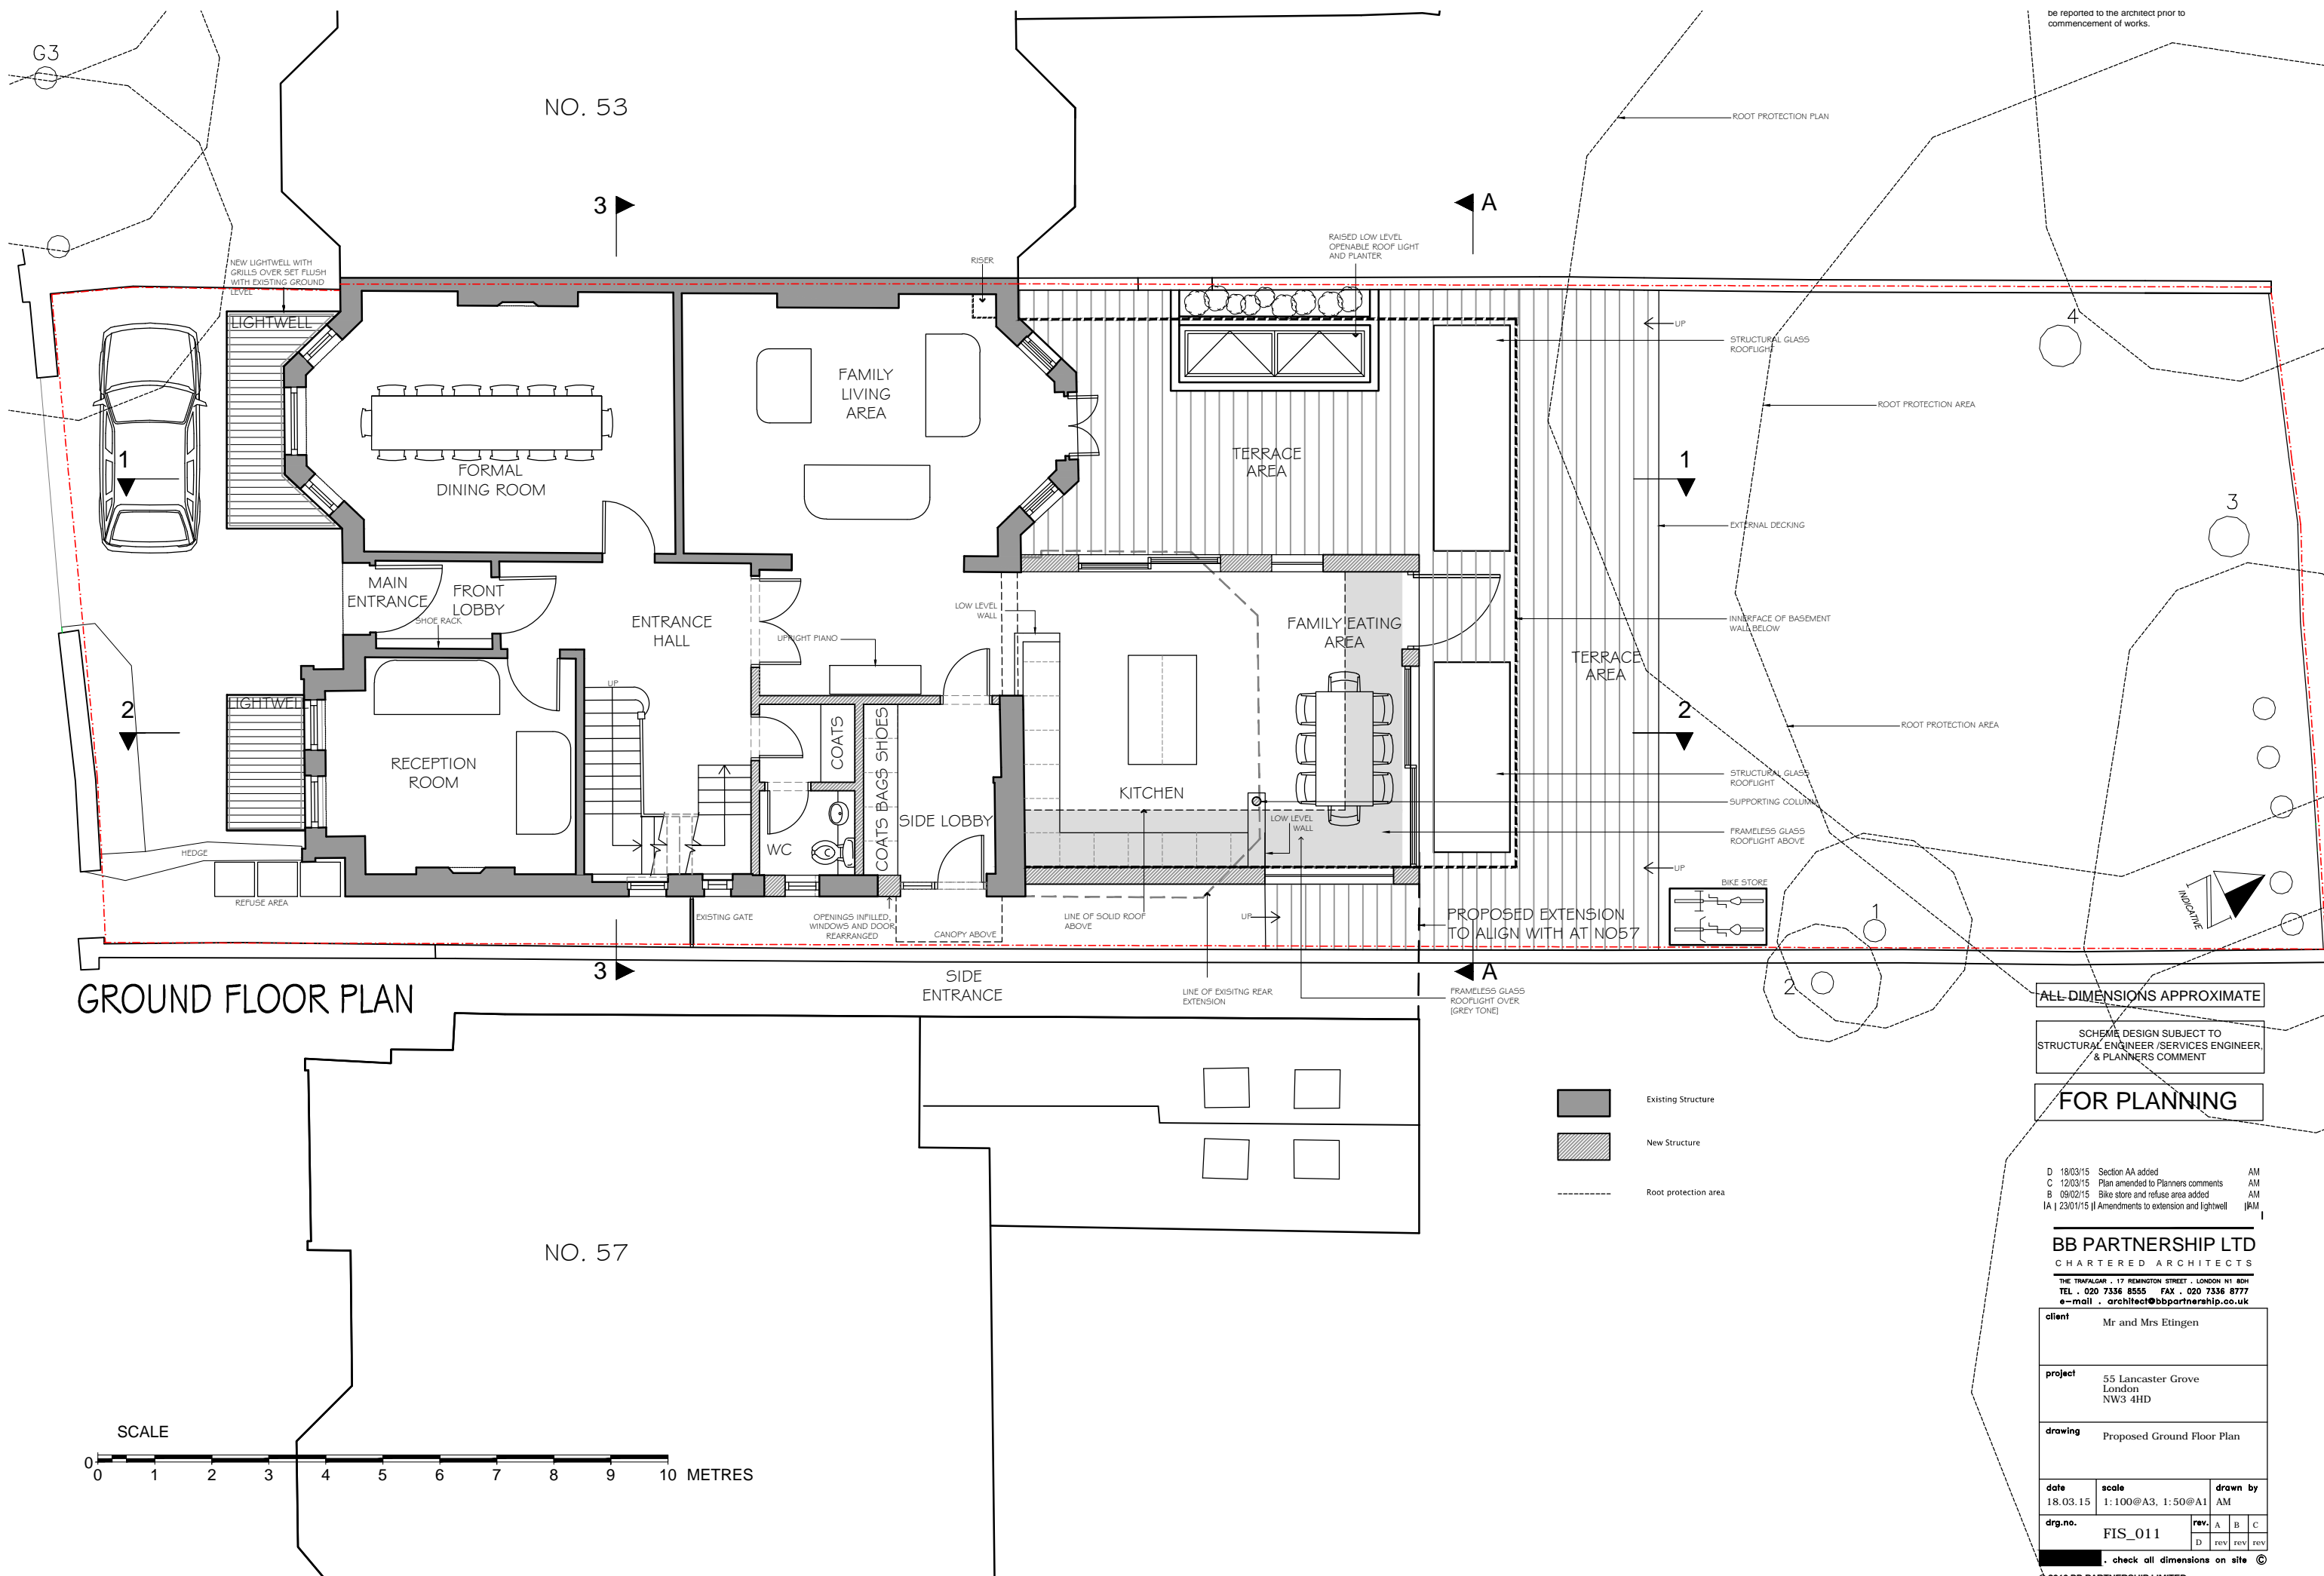 be reported to the architect prior to
commencement of works.
G3
NO. 53
ROOT PROTECTION PLAN
3
A
RAISED LOW LEVEL
OPENABLE ROOF LIGHT
AND PLANTER
NEW LIGHTWELL WITH
GRILLS OVER SET FLUSH
WITH EXISTING GROUND
LEVEL
RISER
LIGHTWELL
UP
4
STRUCTURAL GLASS
ROOFLIGHT
FAMILY
LIVING
AREA
ROOT PROTECTION AREA
1
FORMAL
DINING ROOM
TERRACE
AREA
1
3
EXTERNAL DECKING
MAIN
ENTRANCE
FRONT
LOBBY
SHOE RACK
ENTRANCE
HALL
LOW LEVEL
WALL
UPRIGHT PIANO
FAMILY EATING
AREA
INNERFACE OF BASEMENT
WALL BELOW
TERRACE
AREA
UP
2
LIGHTWELL
2
ROOT PROTECTION AREA
RECEPTION
ROOM
COATS
COATS BAGS SHOES
KITCHEN
STRUCTURAL GLASS
ROOFLIGHT
SUPPORTING COLUMN
SIDE LOBBY
LOW LEVEL
WALL
FRAMELESS GLASS
ROOFLIGHT ABOVE
WC
HEDGE
UP
REFUSE AREA
BIKE STORE
INDICATIVE
EXISTING GATE
OPENINGS INFILLED,
WINDOWS AND DOOR
REARRANGED
CANOPY ABOVE
LINE OF SOLID ROOF
ABOVE
UP
PROPOSED EXTENSION
TO ALIGN WITH AT NO57
1
3
A
2
GROUND FLOOR PLAN
SIDE
ENTRANCE
LINE OF EXISITNG REAR
EXTENSION
FRAMELESS GLASS
ROOFLIGHT OVER
[GREY TONE]
ALL DIMENSIONS APPROXIMATE
SCHEME DESIGN SUBJECT TO
STRUCTURAL ENGINEER /SERVICES ENGINEER,
& PLANNERS COMMENT
FOR PLANNING
Existing Structure
New Structure
Root protection area
NO. 57
D 18/03/15 Section AA added AM
C 12/03/15 Plan amended to Planners comments AM
B 09/02/15 Bike store and refuse area added AM
A 23/01/15 Amendments to extension and lightwell AM
BB PARTNERSHIP LTD
CHARTERED ARCHITECTS
THE TRAFALGAR . 17 REMINGTON STREET . LONDON N1 8DH
TEL . 020 7336 8555 FAX . 020 7336 8777
e-mail . architect@bbpartnership.co.uk
client
Mr and Mrs Etingen
project
55 Lancaster Grove
London
NW3 4HD
drawing
Proposed Ground Floor Plan
date scale drawn by
18.03.15 1:100@A3, 1:50@A1 AM
drg.no. FIS_011 rev. A B C
D rev rev rev
. check all dimensions on site ©
SCALE
0
0 1 2 3 4 5 6 7 8 9 10 METRES